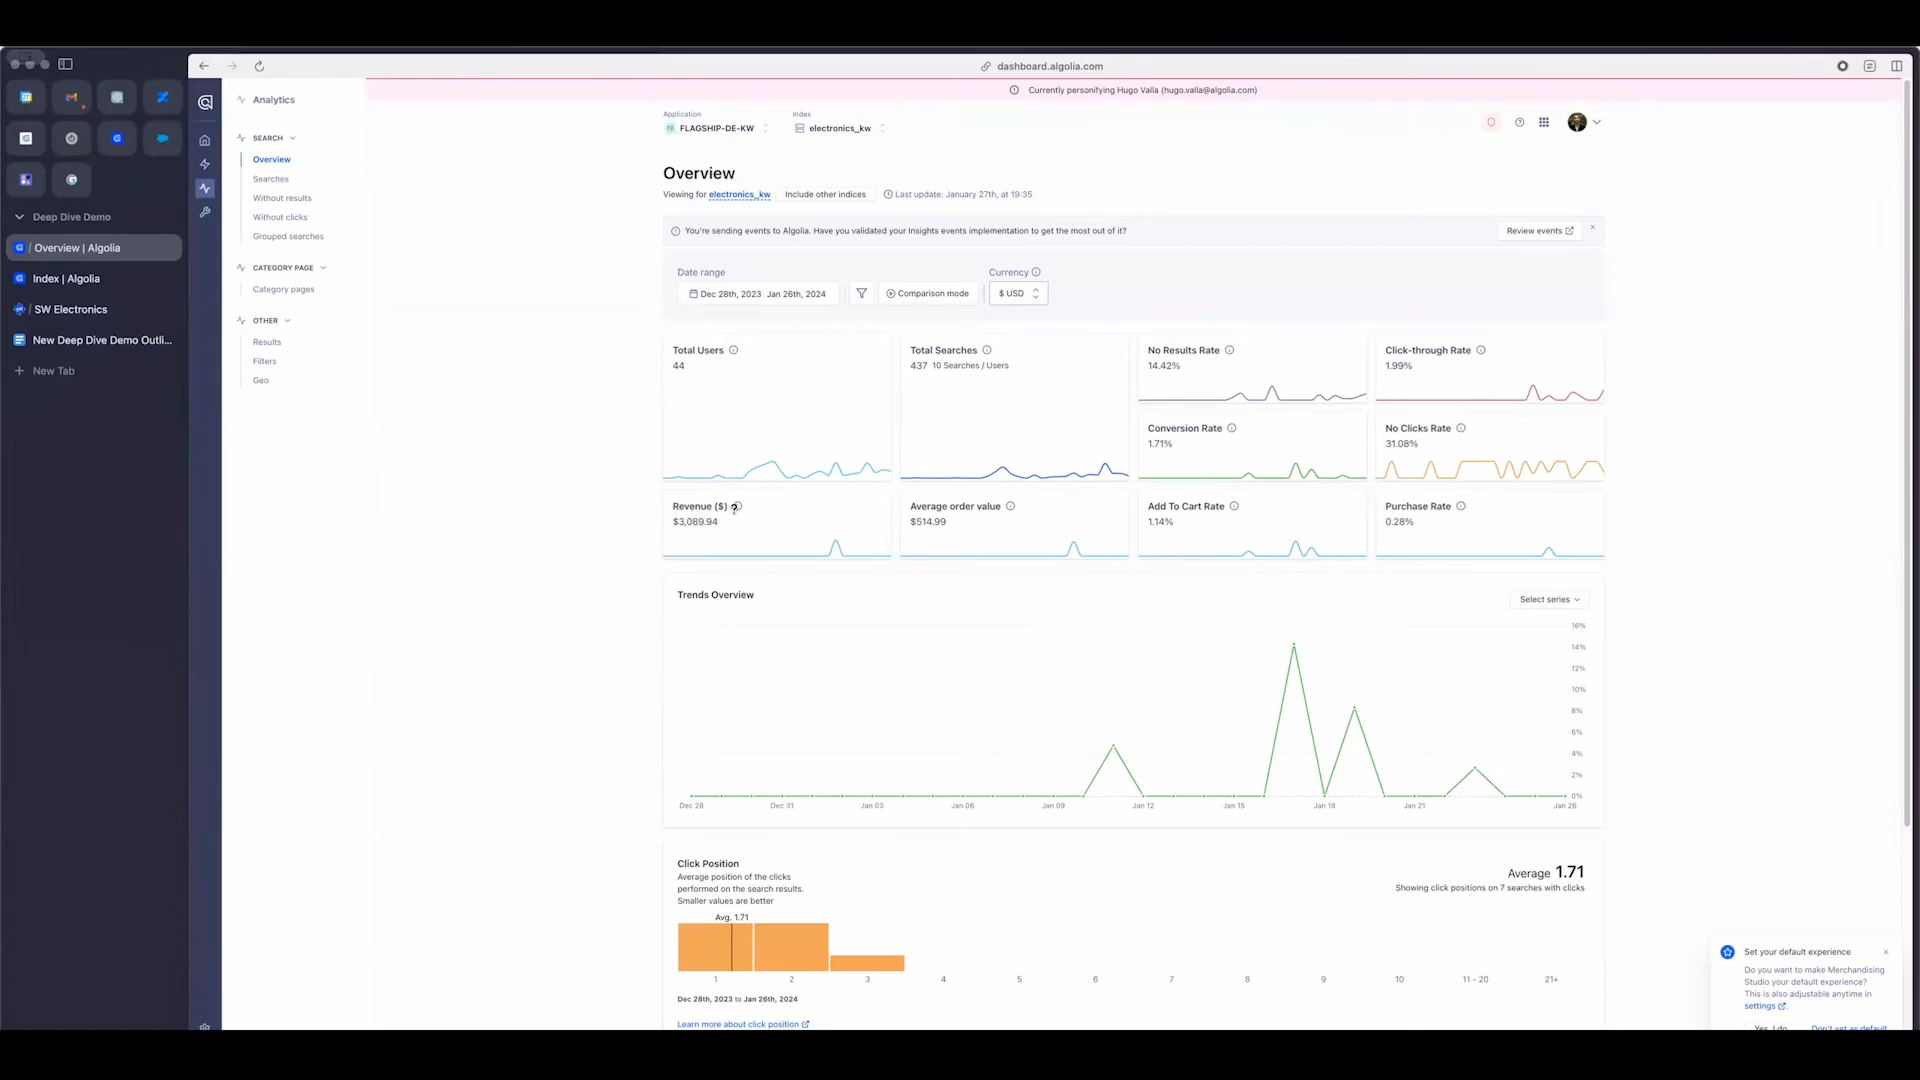 dashboard.algolia.com
Currently personifying Hugo Valla (hugo.valla@algolia.com)
Deep Dive Demo
/ Overview | Algolia
Index | Algolia
/ SW Electronics
New Deep Dive Demo Outli...
+ New Tab
Analytics
SEARCH
Overview
Searches
Without results
Without clicks
Grouped searches
CATEGORY PAGE
Category pages
OTHER
Results
Filters
Geo
Application
Index
FLAGSHIP-DE-KW
electronics_kw
Overview
Viewing for electronics_kw Include other indices Last update: January 27th, at 19:35
You're sending events to Algolia. Have you validated your Insights events implementation to get the most out of it?
Review events
Date range
Currency
Dec 28th, 2023 Jan 26th, 2024
Comparison mode
$ USD
Total Users
44
Total Searches
437 10 Searches / Users
No Results Rate
14.42%
Click-through Rate
1.99%
Conversion Rate
1.71%
No Clicks Rate
31.08%
Revenue ($)
$3,089.94
Average order value
$514.99
Add To Cart Rate
1.14%
Purchase Rate
0.28%
Trends Overview
Select series
16%
14%
12%
10%
8%
6%
4%
2%
0%
Dec 28 Dec 31 Jan 03 Jan 06 Jan 09 Jan 12 Jan 15 Jan 18 Jan 21 Jan 26
Click Position
Average position of the clicks
performed on the search results.
Smaller values are better
Average 1.71
Showing click positions on 7 searches with clicks
Avg. 1.71
1 2 3 4 5 6 7 8 9 10 11 - 20 21+
Dec 28th, 2023 to Jan 26th, 2024
Learn more about click position
Set your default experience
Do you want to make Merchandising
Studio your default experience?
This is also adjustable anytime in
settings.
Yes, I do Don't set as default